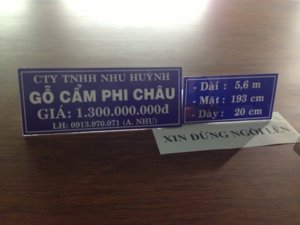 CTY TNHH NHU HUỲNH
GỖ CẨM PHI CHÂU
GIÁ: 1.300.000.000đ
LH: 0913.970.071 (A. NHU)
- Dài : 5,6 m
- Mặt : 193 cm
- Dày : 20 cm
XIN ĐỪNG NGỒI LÊN